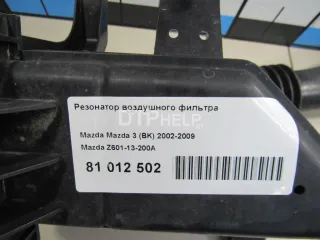 Резонатор воздушного фильтра
DTPHELP
Mazda Mazda 3 (BK) 2002-2009
Mazda Z601-13-200A
81 012 502